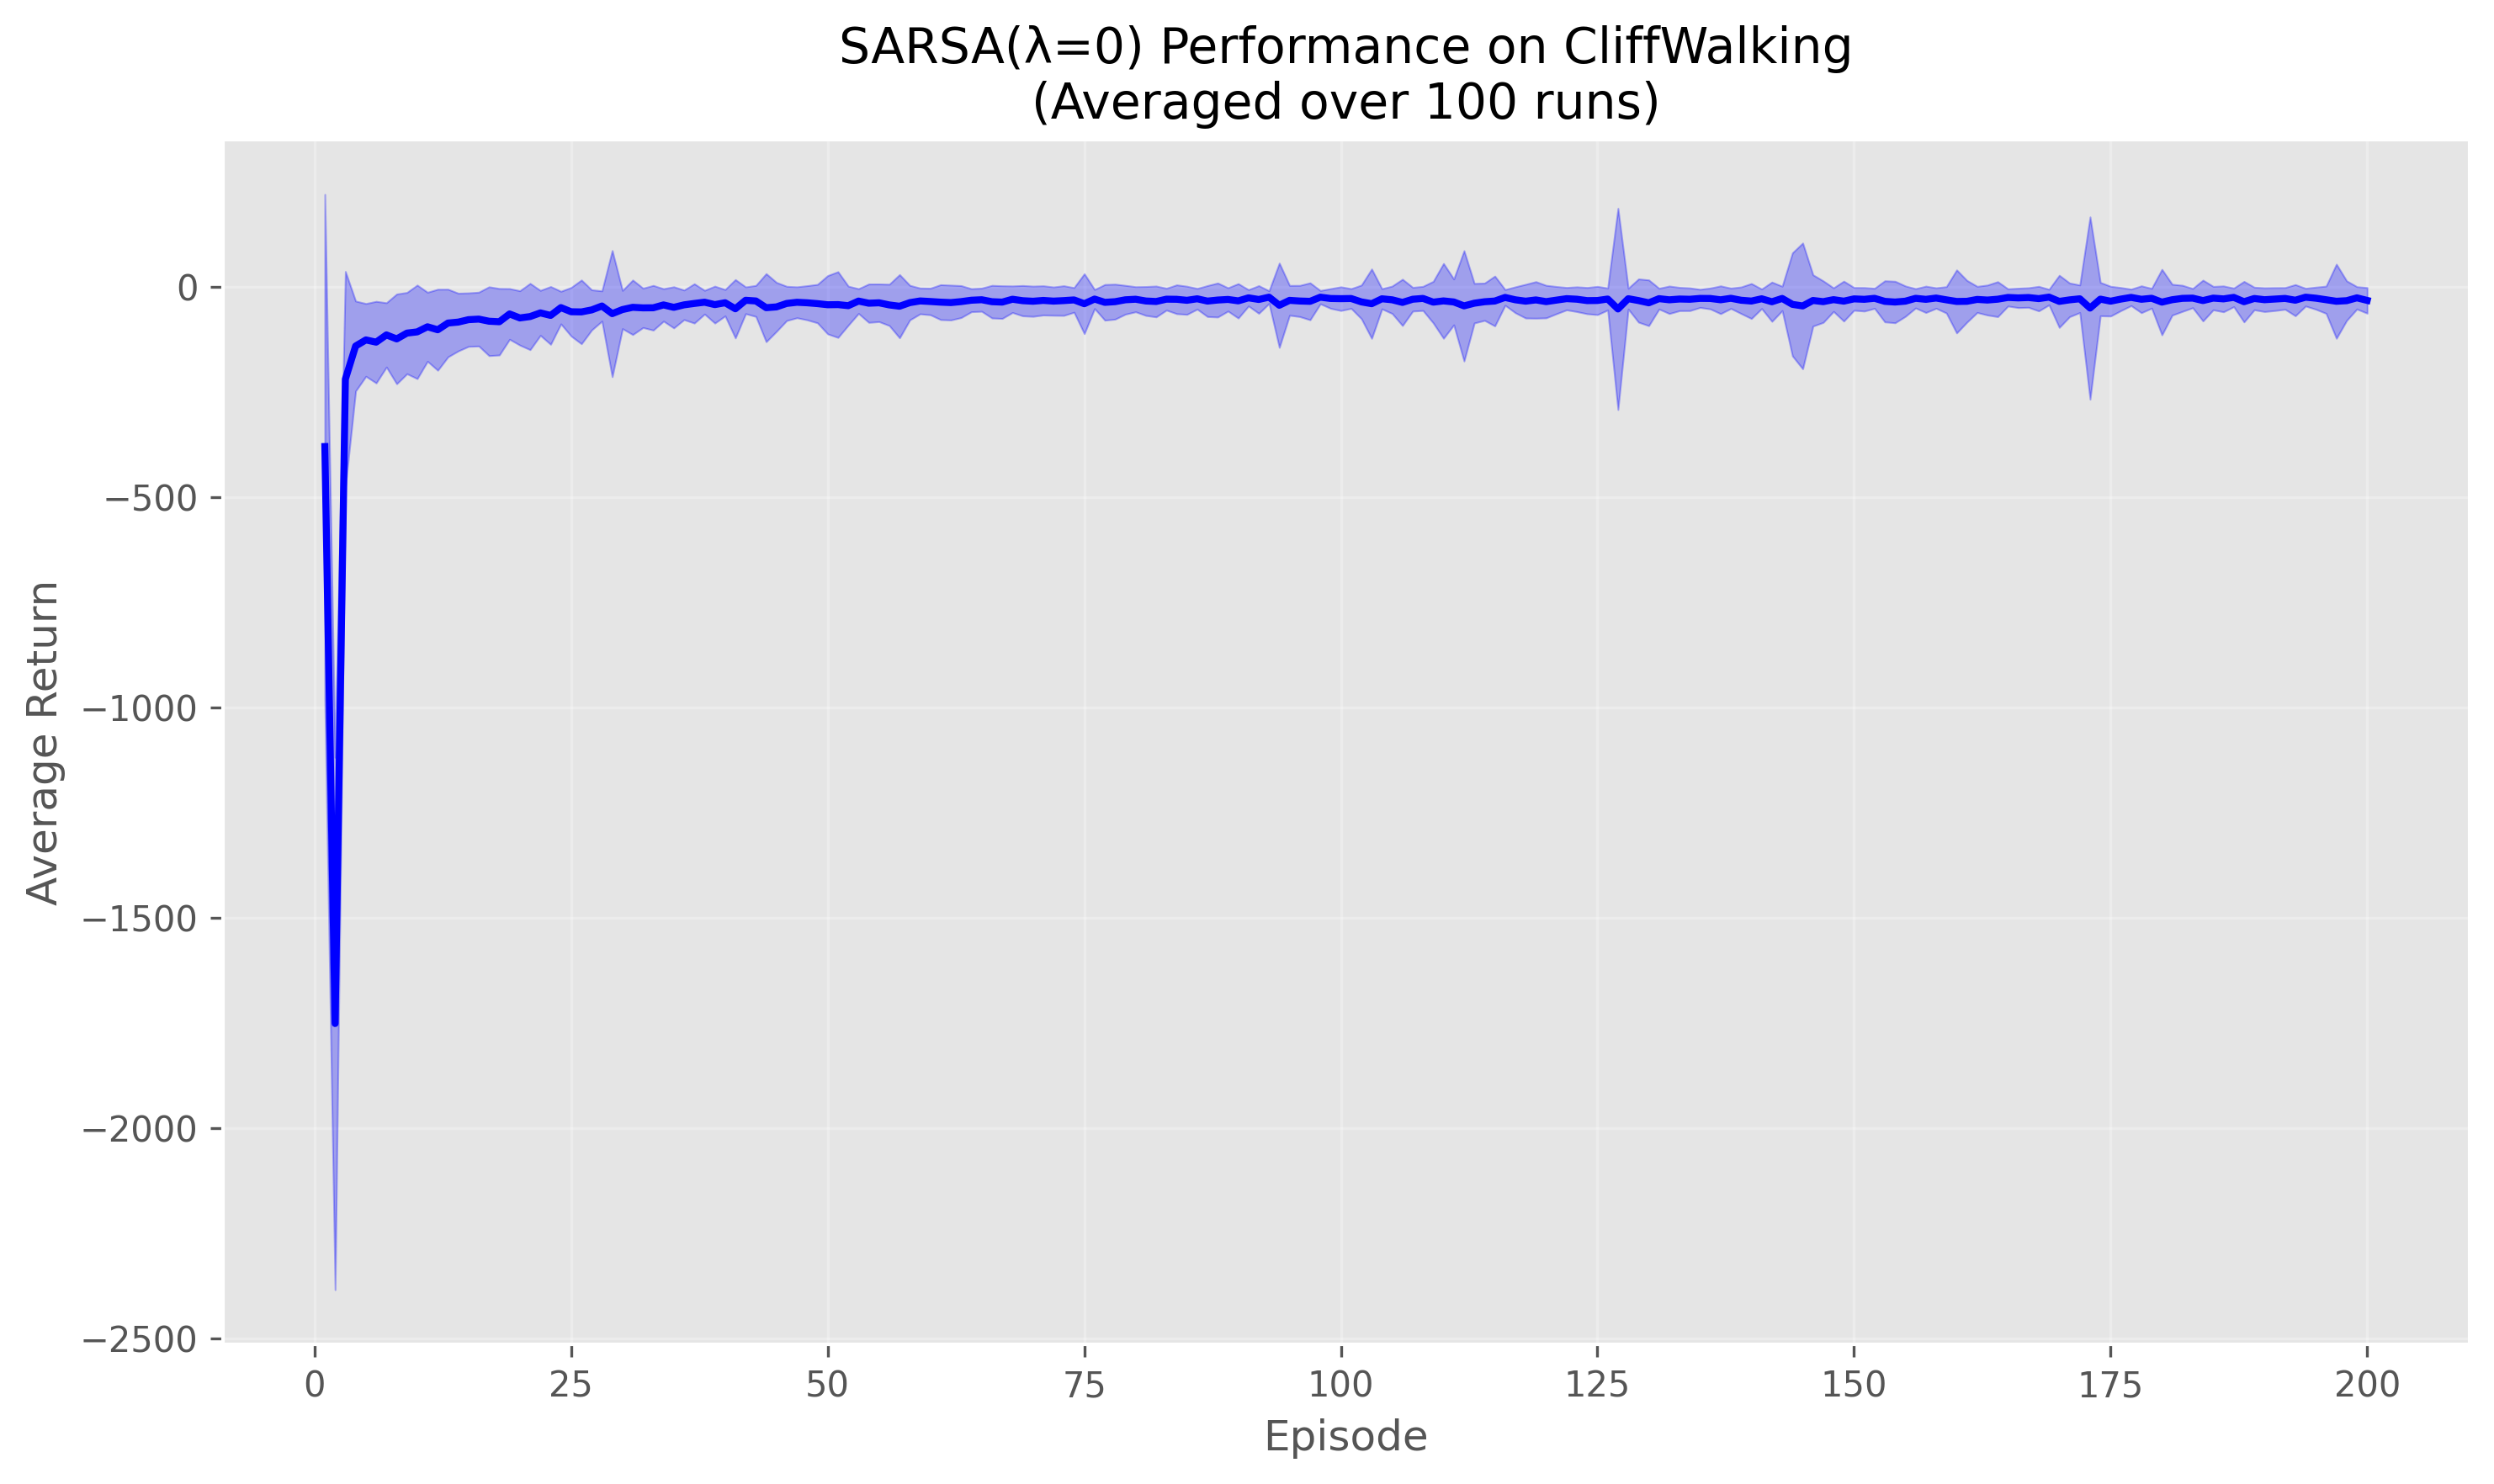 SARSA(λ=0) Performance on CliffWalking
(Averaged over 100 runs)
Average Return
0
−500
−1000
−1500
−2000
−2500
0 25 50 75 100 125 150 175 200
Episode